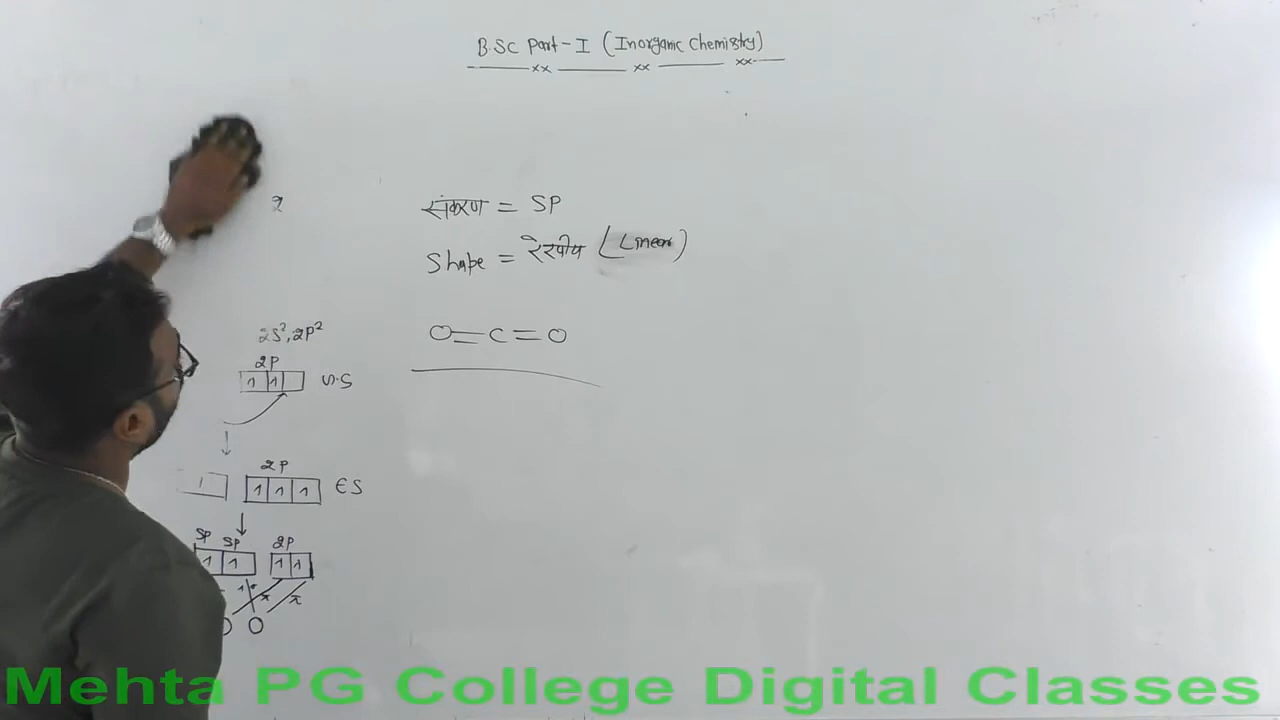 B.SC Part-I (Inorganic Chemistry)
2
संकरण = SP
Shape = रेखीय (Linear)
2S², 2P²
O=C=O
2P
1 1 G.S
2P
1 1 1 1 ES
SP SP 2P
1 1 1 1
π π
O O
Mehta PG College Digital Classes